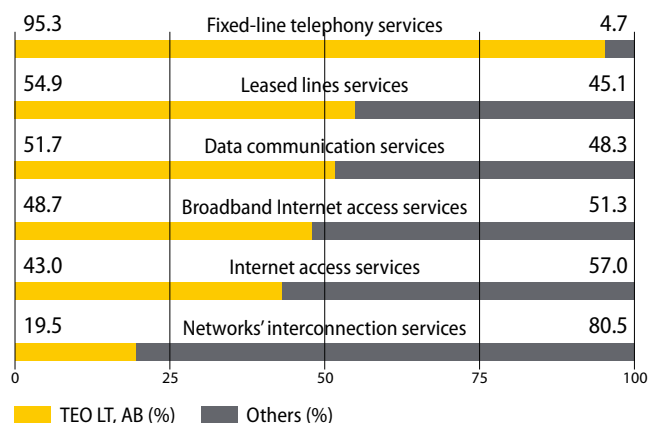 95.3 Fixed-line telephony services 4.7
54.9 Leased lines services 45.1
51.7 Data communication services 48.3
48.7 Broadband Internet access services 51.3
43.0 Internet access services 57.0
19.5 Networks' interconnection services 80.5
0 25 50 75 100
TEO LT, AB (%) Others (%)